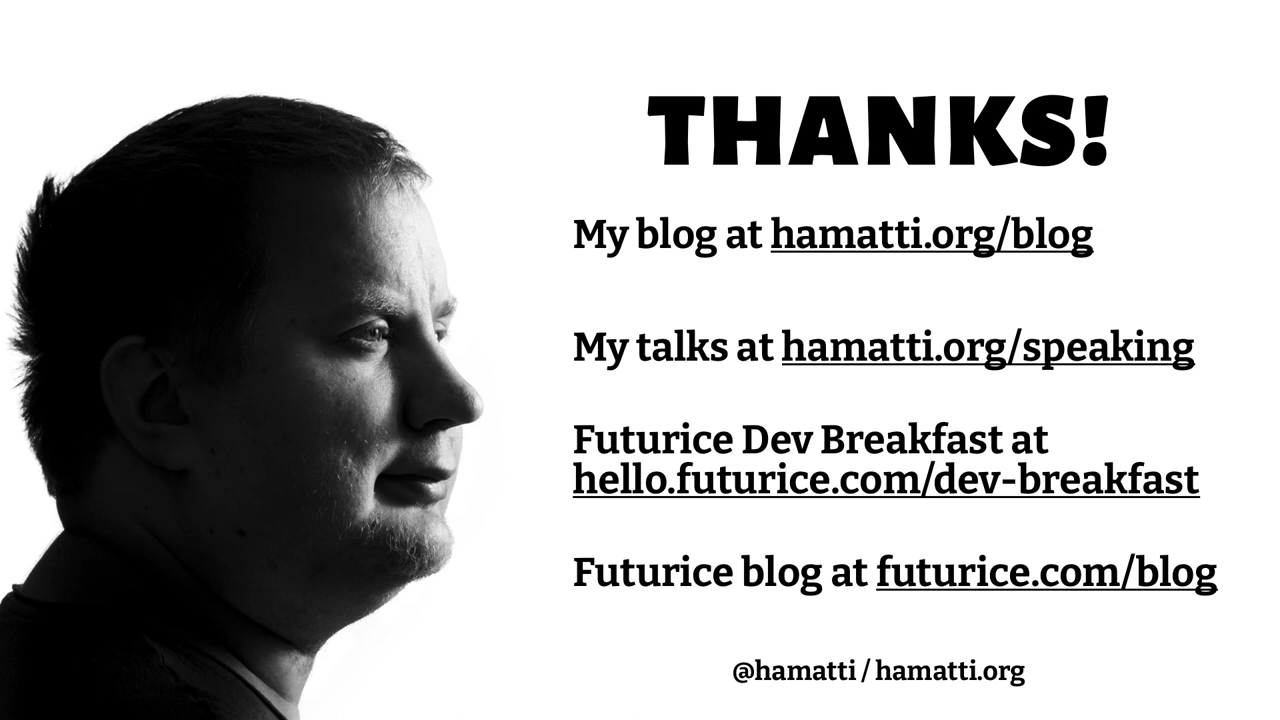 THANKS!
My blog at hamatti.org/blog
My talks at hamatti.org/speaking
Futurice Dev Breakfast at
hello.futurice.com/dev-breakfast
Futurice blog at futurice.com/blog
@hamatti / hamatti.org